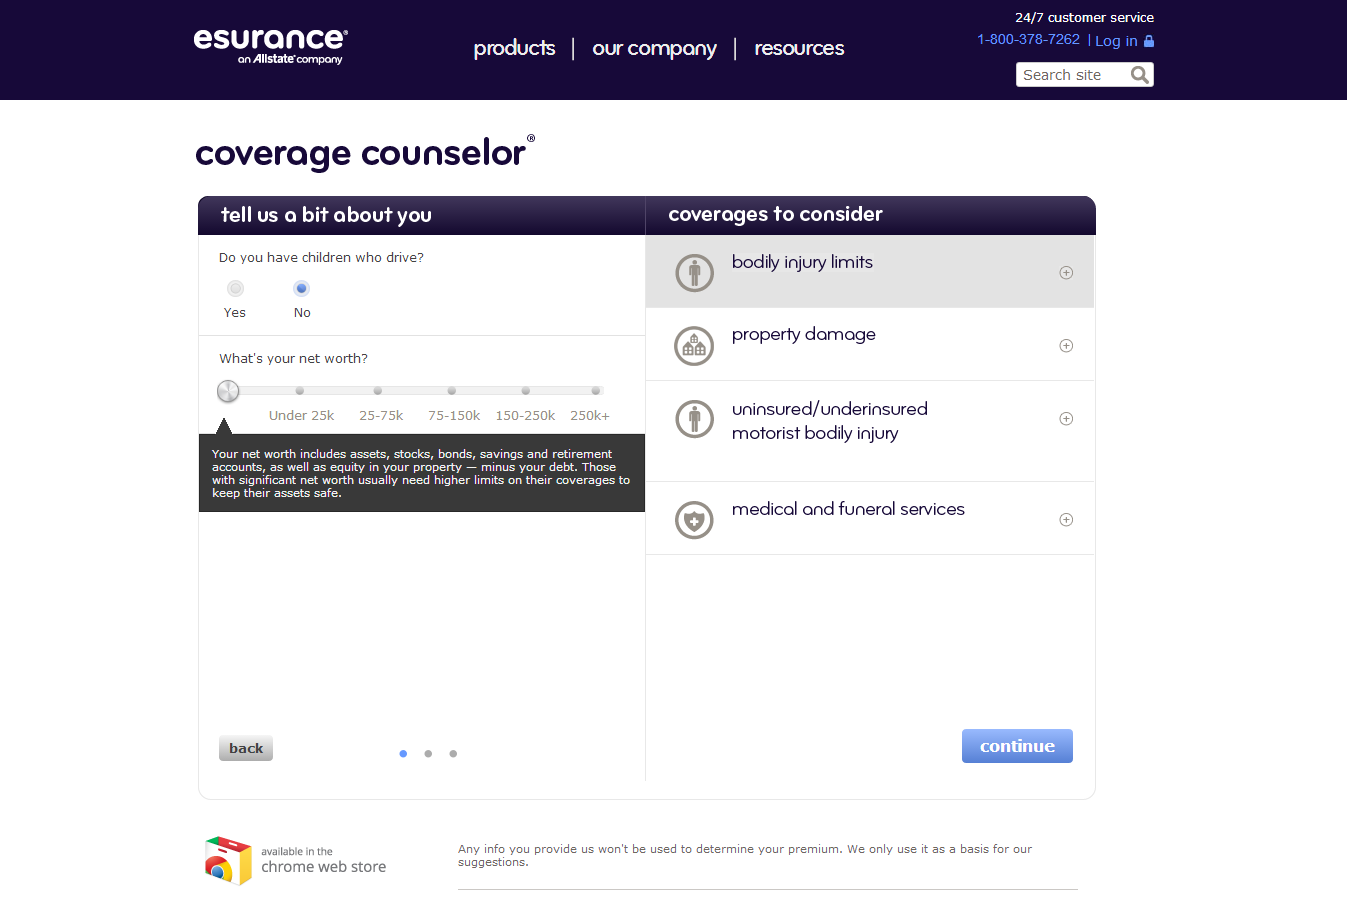 esurance®
an Allstate® company
products | our company | resources
24/7 customer service
1-800-378-7262 | Log in
Search site
coverage counselor®
tell us a bit about you
Do you have children who drive?
Yes No
What's your net worth?
Under 25k 25-75k 75-150k 150-250k 250k+
Your net worth includes assets, stocks, bonds, savings and retirement
accounts, as well as equity in your property — minus your debt. Those
with significant net worth usually need higher limits on their coverages to
keep their assets safe.
back
coverages to consider
bodily injury limits
property damage
uninsured/underinsured
motorist bodily injury
medical and funeral services
continue
available in the
chrome web store
Any info you provide us won't be used to determine your premium. We only use it as a basis for our
suggestions.